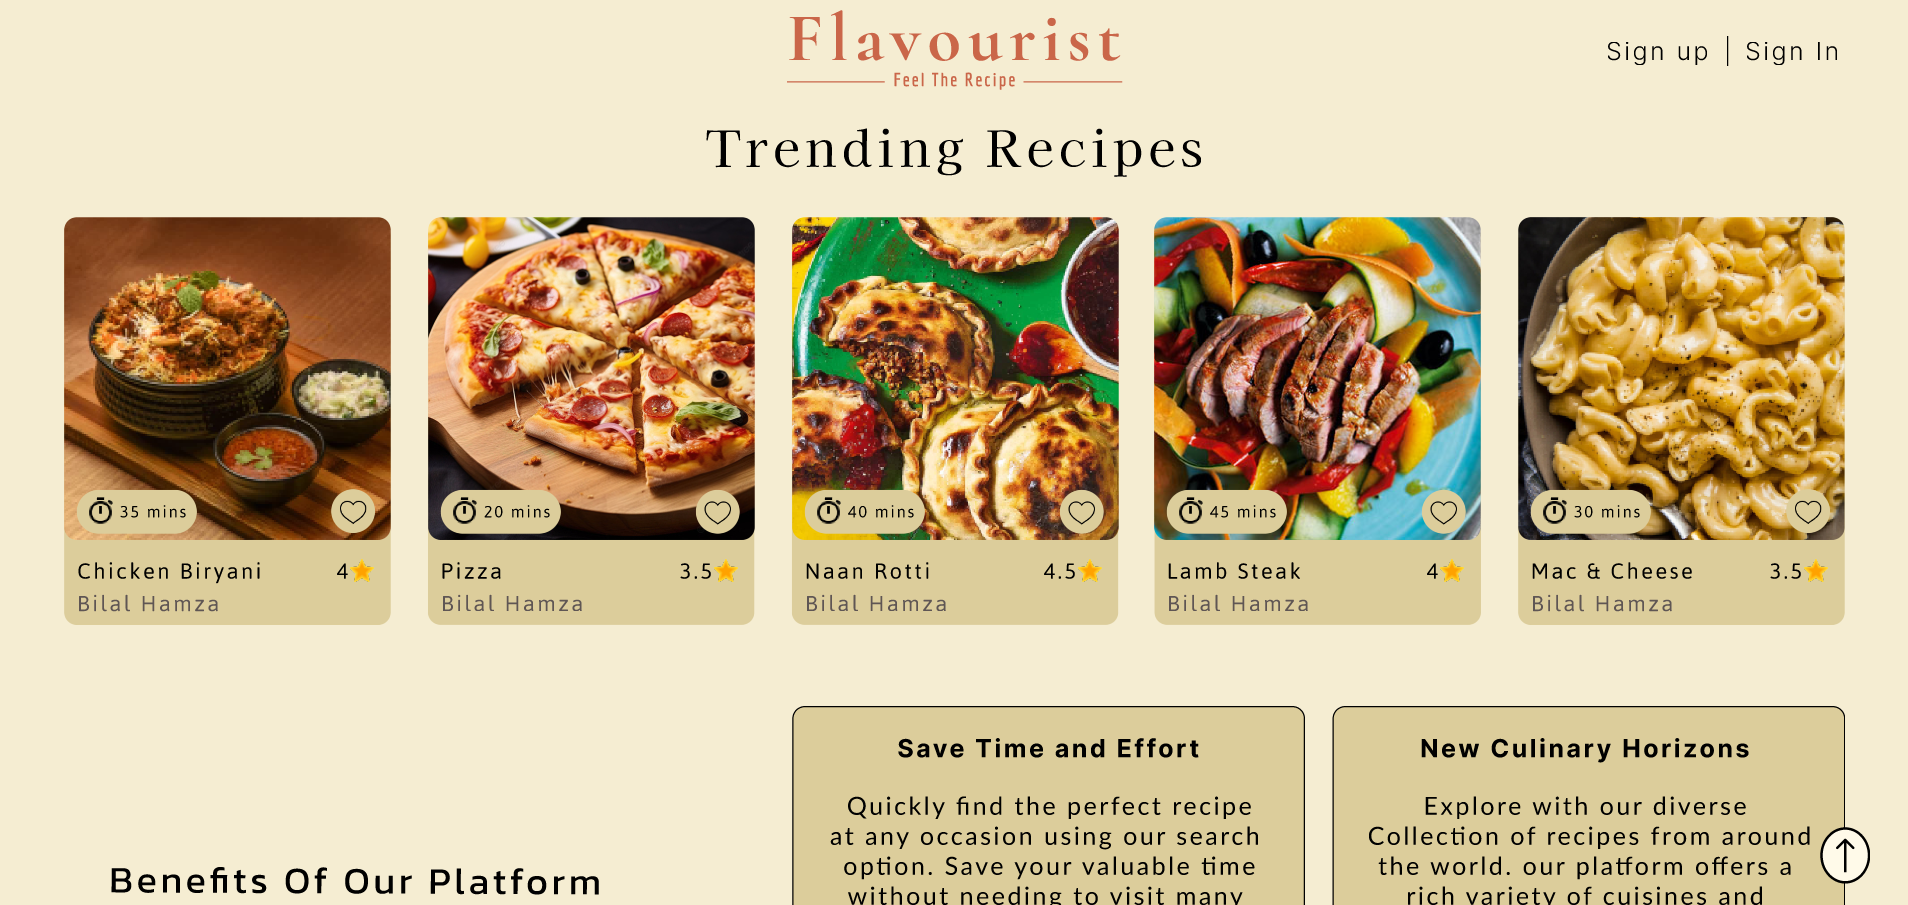 Flavourist
Feel The Recipe
Sign up | Sign In
Trending Recipes
35 mins
20 mins
40 mins
45 mins
30 mins
Chicken Biryani 4
Bilal Hamza
Pizza 3.5
Bilal Hamza
Naan Rotti 4.5
Bilal Hamza
Lamb Steak 4
Bilal Hamza
Mac & Cheese 3.5
Bilal Hamza
Benefits Of Our Platform
Save Time and Effort
Quickly find the perfect recipe
at any occasion using our search
option. Save your valuable time
without needing to visit many
New Culinary Horizons
Explore with our diverse
Collection of recipes from around
the world. our platform offers a
rich variety of cuisines and